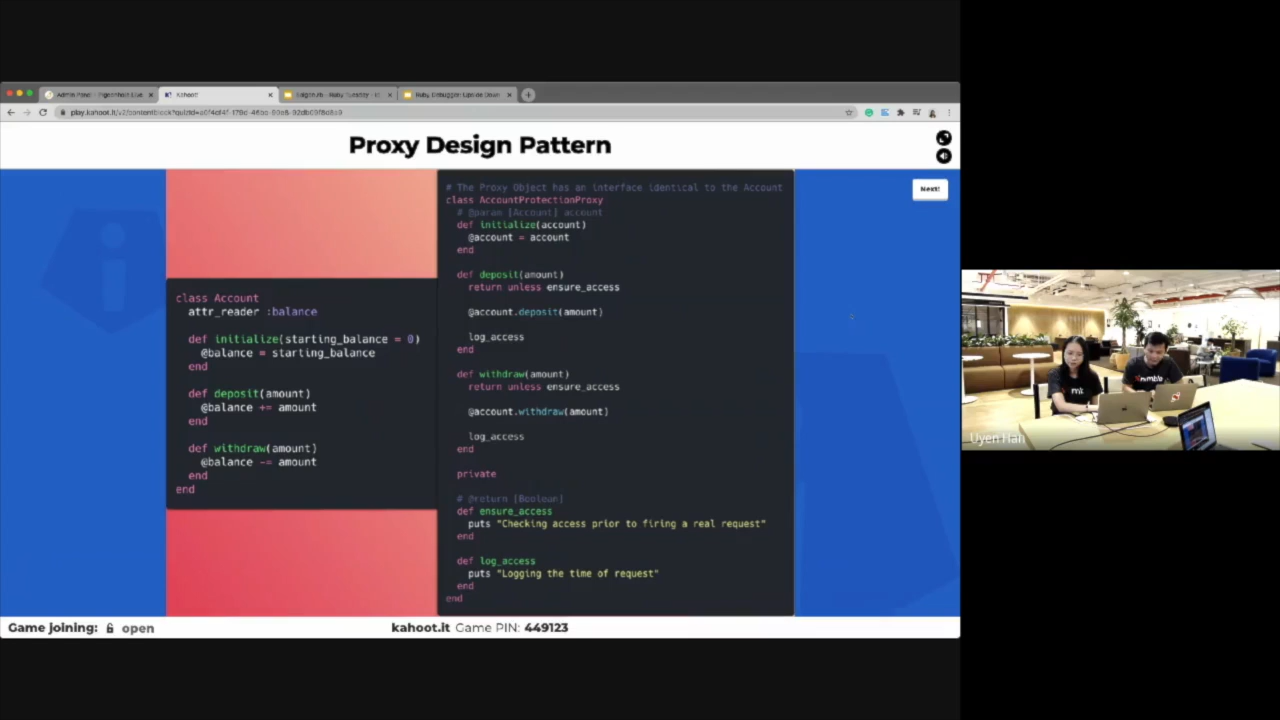 Kahoot!
Proxy Design Pattern
Next
class Account
attr_reader :balance
def initialize(starting_balance = 0)
@balance = starting_balance
end
def deposit(amount)
@balance += amount
end
def withdraw(amount)
@balance -= amount
end
end
# The Proxy Object has an interface identical to the Account
class AccountProtectionProxy
# @param [Account] account
def initialize(account)
@account = account
end
def deposit(amount)
return unless ensure_access
@account.deposit(amount)
log_access
end
def withdraw(amount)
return unless ensure_access
@account.withdraw(amount)
log_access
end
private
# @return [Boolean]
def ensure_access
puts "Checking access prior to firing a real request"
end
def log_access
puts "Logging the time of request"
end
end
Game joining: open
kahoot.it Game PIN: 449123
nimble
Uyen Han